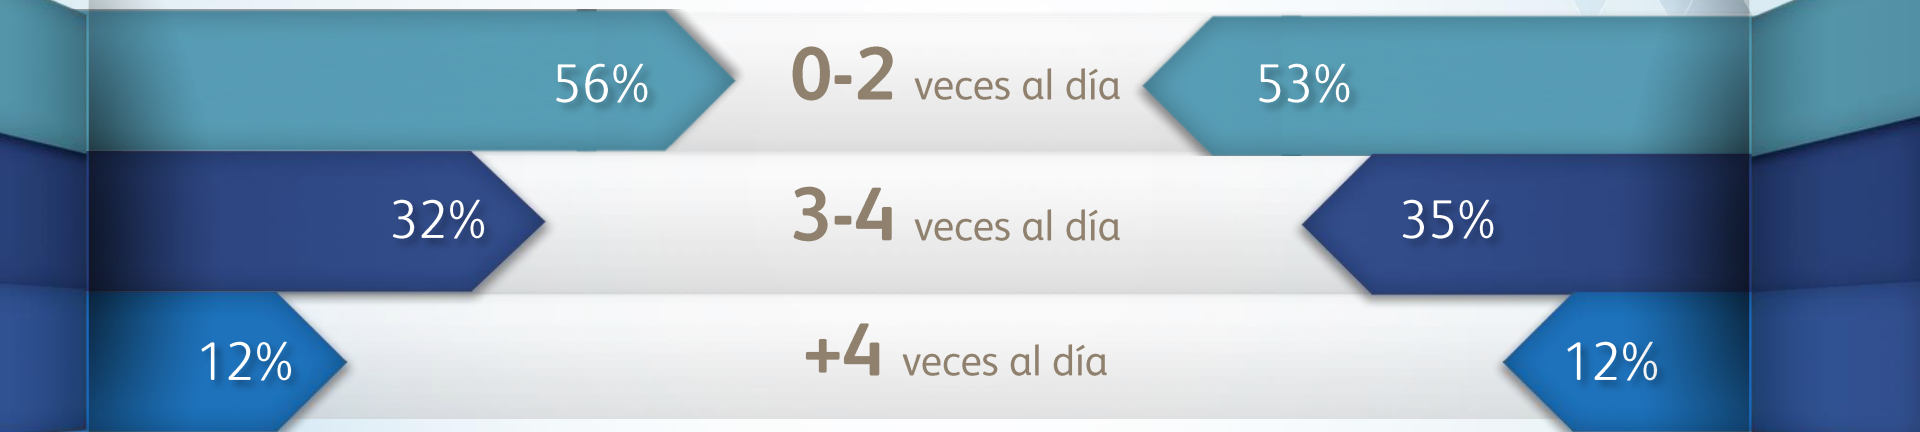 56% 0-2 veces al día 53%
32% 3-4 veces al día 35%
12% +4 veces al día 12%